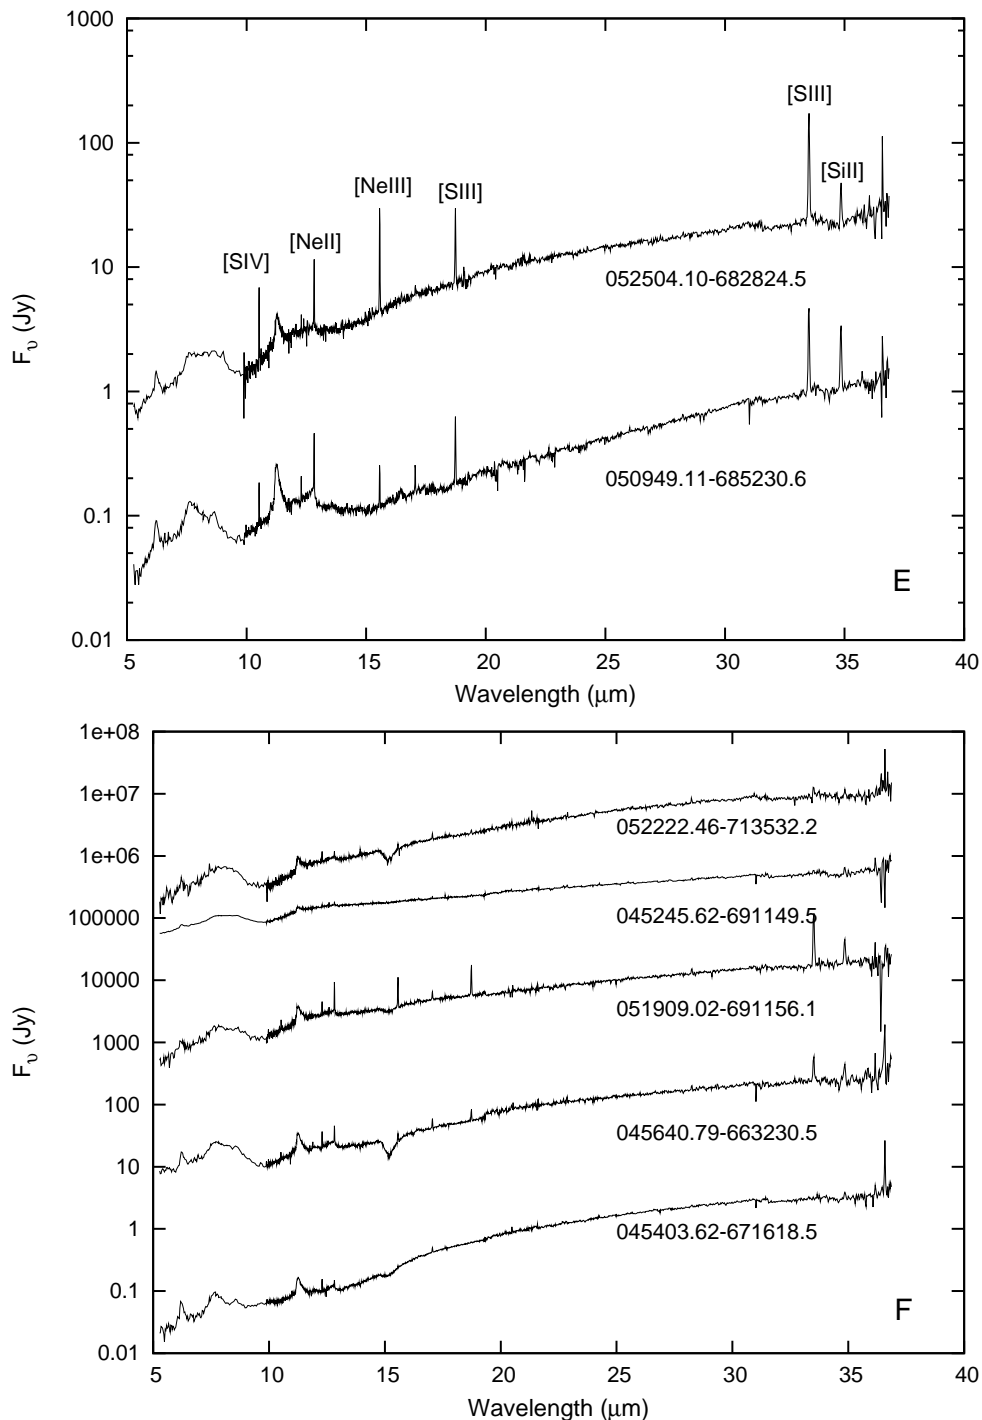 1000
100
10
1
0.1
0.01
F_υ (Jy)
[SIV]
[NeII]
[NeIII]
[SIII]
[SIII]
[SiII]
052504.10-682824.5
050949.11-685230.6
E
5 10 15 20 25 30 35 40
Wavelength (μm)
1e+08
1e+07
1e+06
100000
10000
1000
100
10
1
0.1
0.01
F_υ (Jy)
052222.46-713532.2
045245.62-691149.5
051909.02-691156.1
045640.79-663230.5
045403.62-671618.5
F
5 10 15 20 25 30 35 40
Wavelength (μm)